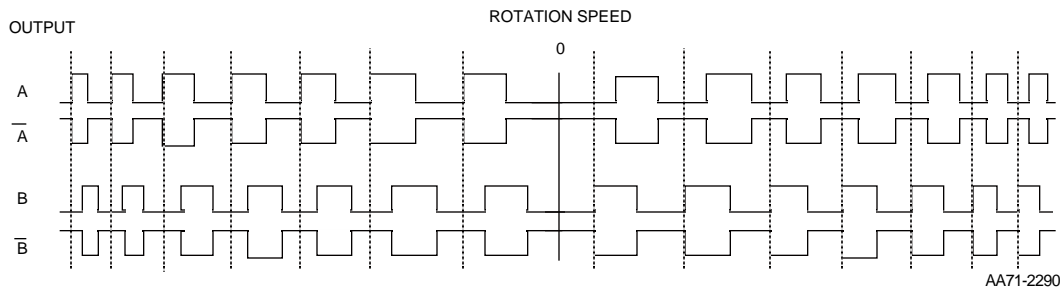 ROTATION SPEED
OUTPUT
0
A
A̅
B
B̅
AA71-2290